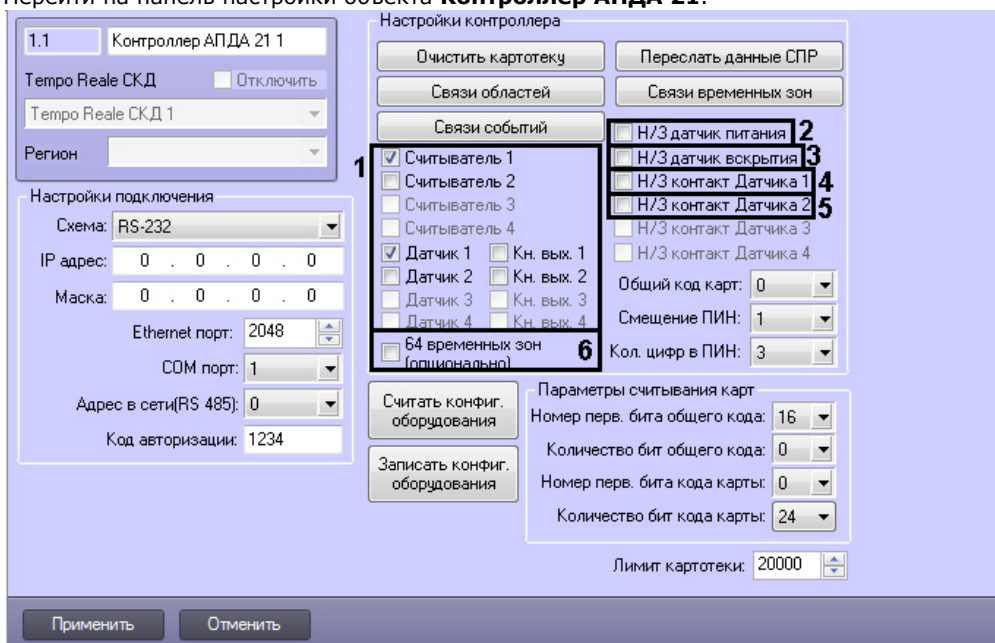 Перейти на панель настройки объекта Контроллер АПДА 21.
1.1 Контроллер АПДА 21 1
Tempo Reale СКД Отключить
Tempo Reale СКД 1
Регион
Настройки подключения
Схема: RS-232
IP адрес: 0 . 0 . 0 . 0
Маска: 0 . 0 . 0 . 0
Ethernet порт: 2048
COM порт: 1
Адрес в сети(RS 485): 0
Код авторизации: 1234
Настройки контроллера
Очистить картотеку Переслать данные СПР
Связи областей Связи временных зон
Связи событий
1
Считыватель 1
Считыватель 2
Считыватель 3
Считыватель 4
Датчик 1 Кн. вых. 1
Датчик 2 Кн. вых. 2
Датчик 3 Кн. вых. 3
Датчик 4 Кн. вых. 4
64 временных зон 6
(опционально)
Н/З датчик питания 2
Н/З датчик вскрытия 3
Н/З контакт Датчика 1 4
Н/З контакт Датчика 2 5
Н/З контакт Датчика 3
Н/З контакт Датчика 4
Общий код карт: 0
Смещение ПИН: 1
Кол. цифр в ПИН: 3
Считать конфиг.
оборудования
Записать конфиг.
оборудования
Параметры считывания карт
Номер перв. бита общего кода: 16
Количество бит общего кода: 0
Номер перв. бита кода карты: 0
Количество бит кода карты: 24
Лимит картотеки: 20000
Применить Отменить